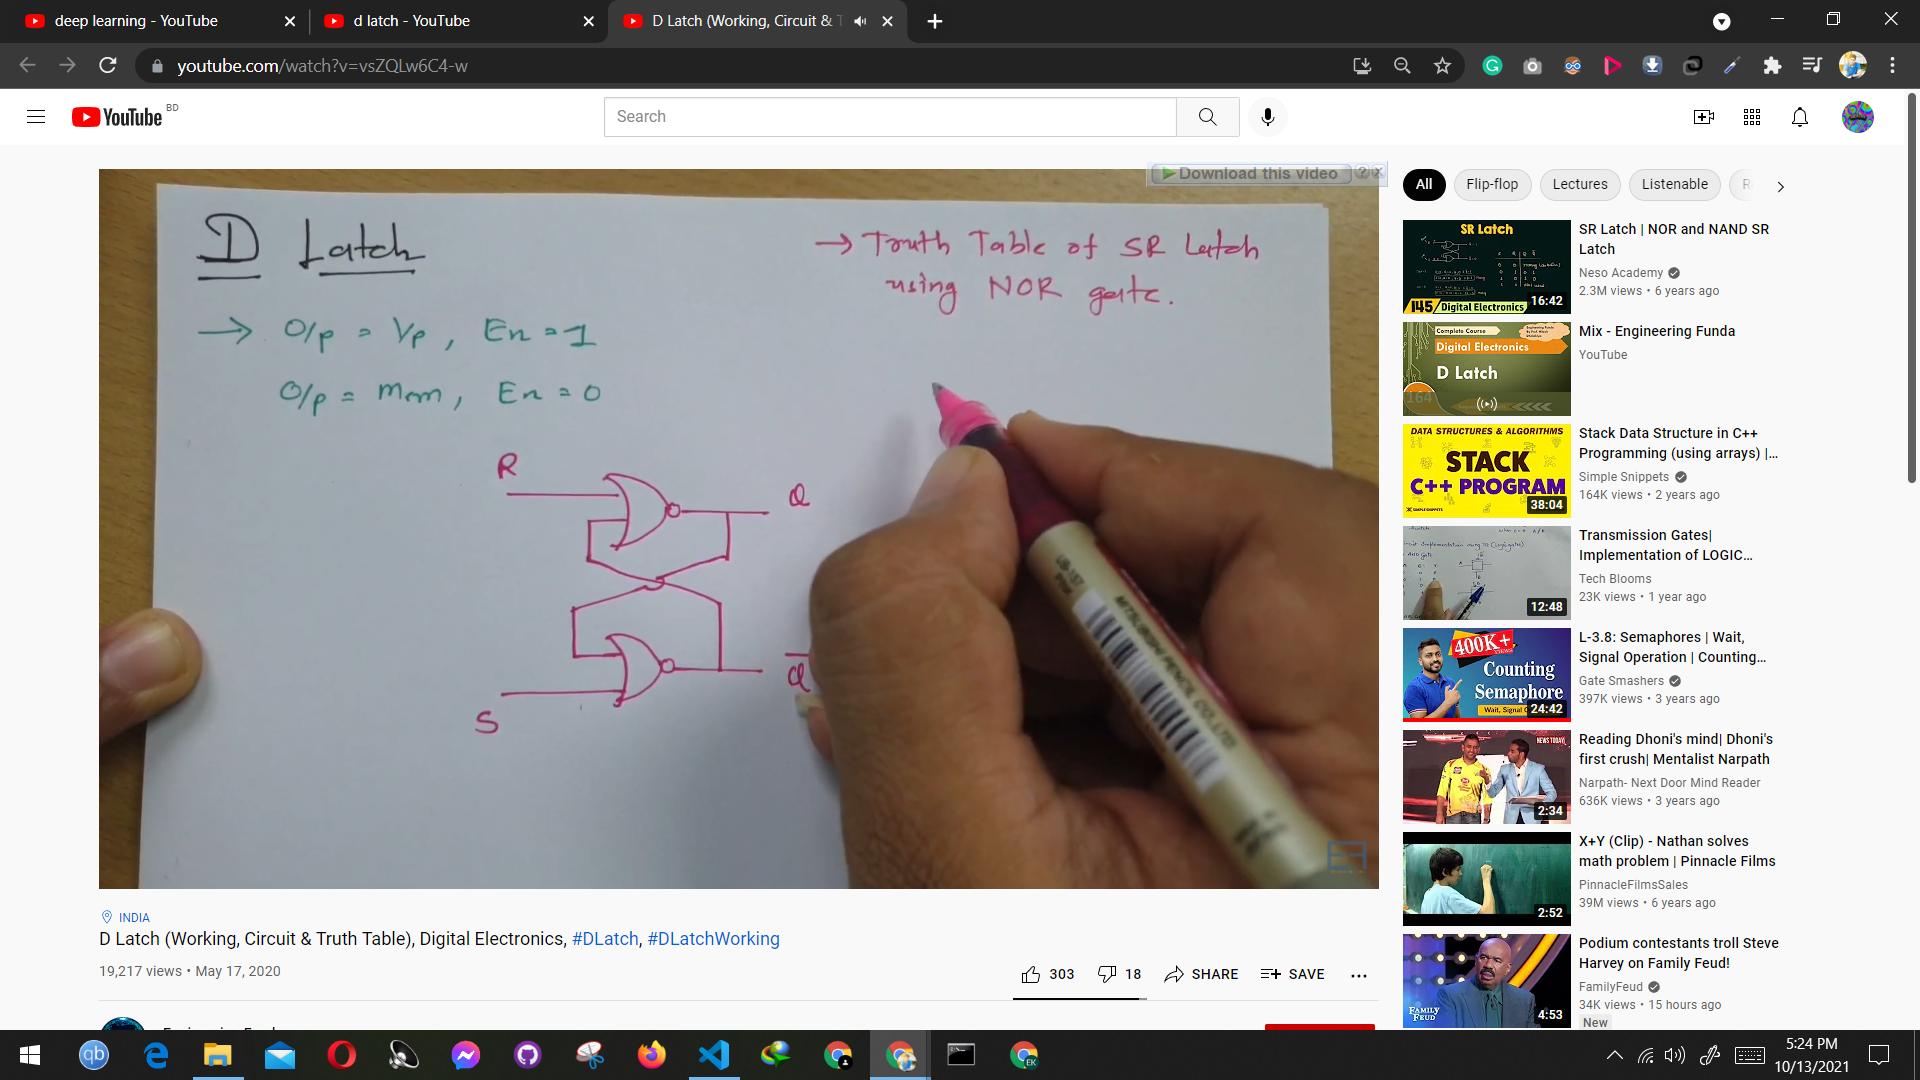 deep learning - YouTube
d latch - YouTube
D Latch (Working, Circuit & T
youtube.com/watch?v=vsZQLw6C4-w
YouTube BD
Search
Download this video
D Latch
→ O/p = I/p, En = 1
O/p = Mem, En = 0
→ Truth Table of SR Latch
using NOR gate.
R
Q
Q̅
S
INDIA
D Latch (Working, Circuit & Truth Table), Digital Electronics, #DLatch, #DLatchWorking
19,217 views • May 17, 2020
303
18
SHARE
SAVE
All
Flip-flop
Lectures
Listenable
SR Latch
145 Digital Electronics
16:42
SR Latch | NOR and NAND SR
Latch
Neso Academy
2.3M views • 6 years ago
Complete Course
Digital Electronics
D Latch
164
Mix - Engineering Funda
YouTube
DATA STRUCTURES & ALGORITHMS
STACK
C++ PROGRAM
38:04
Stack Data Structure in C++
Programming (using arrays) |...
Simple Snippets
164K views • 2 years ago
12:48
Transmission Gates|
Implementation of LOGIC...
Tech Blooms
23K views • 1 year ago
400K+
Counting
Semaphore
24:42
L-3.8: Semaphores | Wait,
Signal Operation | Counting...
Gate Smashers
397K views • 3 years ago
NEWS TODAY
2:34
Reading Dhoni's mind| Dhoni's
first crush| Mentalist Narpath
Narpath- Next Door Mind Reader
636K views • 3 years ago
2:52
X+Y (Clip) - Nathan solves
math problem | Pinnacle Films
PinnacleFilmsSales
39M views • 6 years ago
FAMILY
FEUD
4:53
Podium contestants troll Steve
Harvey on Family Feud!
FamilyFeud
34K views • 15 hours ago
New
5:24 PM
10/13/2021